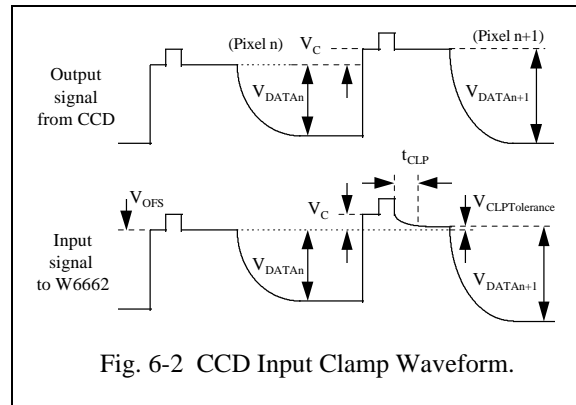 (Pixel n)
V_C
(Pixel n+1)
Output
signal
from CCD
V_DATAn
V_DATAn+1
t_CLP
V_OFS
V_C
V_CLPTolerance
Input
signal
to W6662
V_DATAn
V_DATAn+1
Fig. 6-2 CCD Input Clamp Waveform.